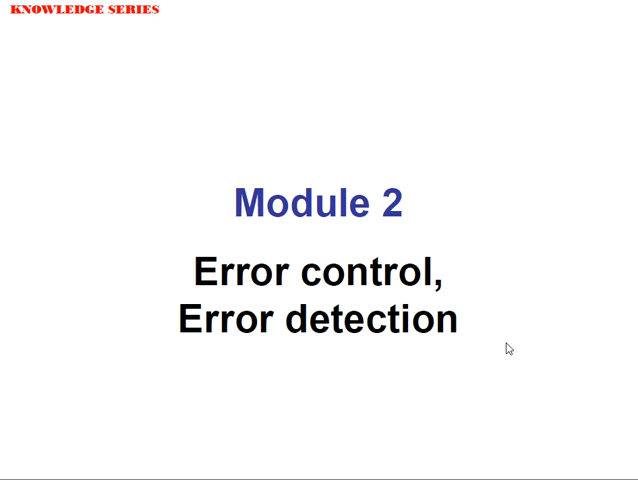 KNOWLEDGE SERIES
Module 2
Error control,
Error detection